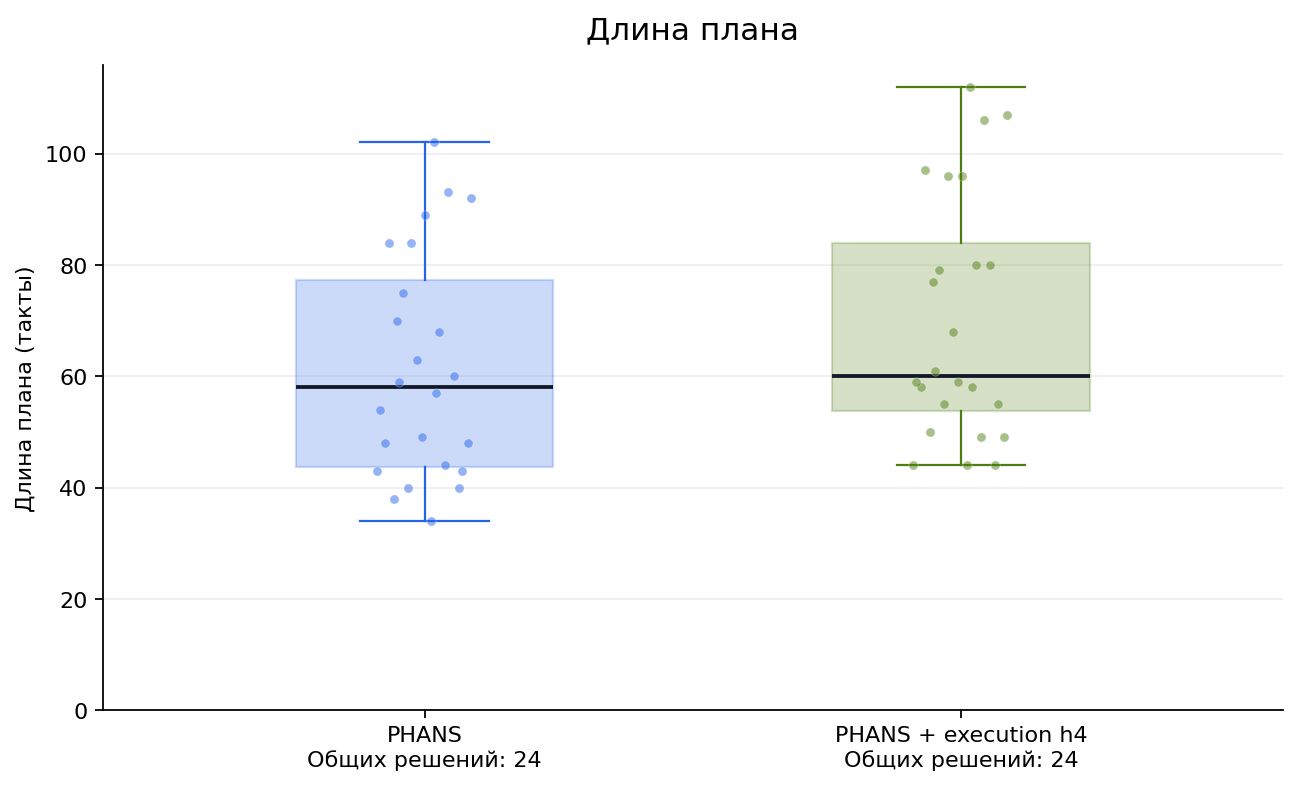 Длина плана
Длина плана (такты)
100
80
60
40
20
0
PHANS
Общих решений: 24
PHANS + execution h4
Общих решений: 24